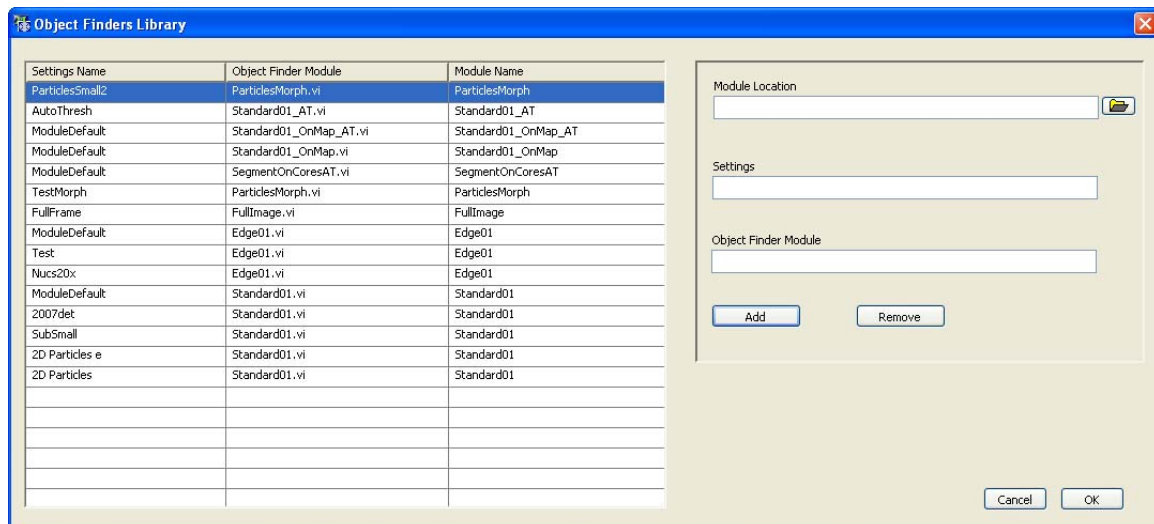 Object Finders Library
Settings Name Object Finder Module Module Name
ParticlesSmall2 ParticlesMorph.vi ParticlesMorph
AutoThresh Standard01_AT.vi Standard01_AT
ModuleDefault Standard01_OnMap_AT.vi Standard01_OnMap_AT
ModuleDefault Standard01_OnMap.vi Standard01_OnMap
ModuleDefault SegmentOnCoresAT.vi SegmentOnCoresAT
TestMorph ParticlesMorph.vi ParticlesMorph
FullFrame FullImage.vi FullImage
ModuleDefault Edge01.vi Edge01
Test Edge01.vi Edge01
Nucs20x Edge01.vi Edge01
ModuleDefault Standard01.vi Standard01
2007det Standard01.vi Standard01
SubSmall Standard01.vi Standard01
2D Particles e Standard01.vi Standard01
2D Particles Standard01.vi Standard01
Module Location
Settings
Object Finder Module
Add Remove
Cancel OK